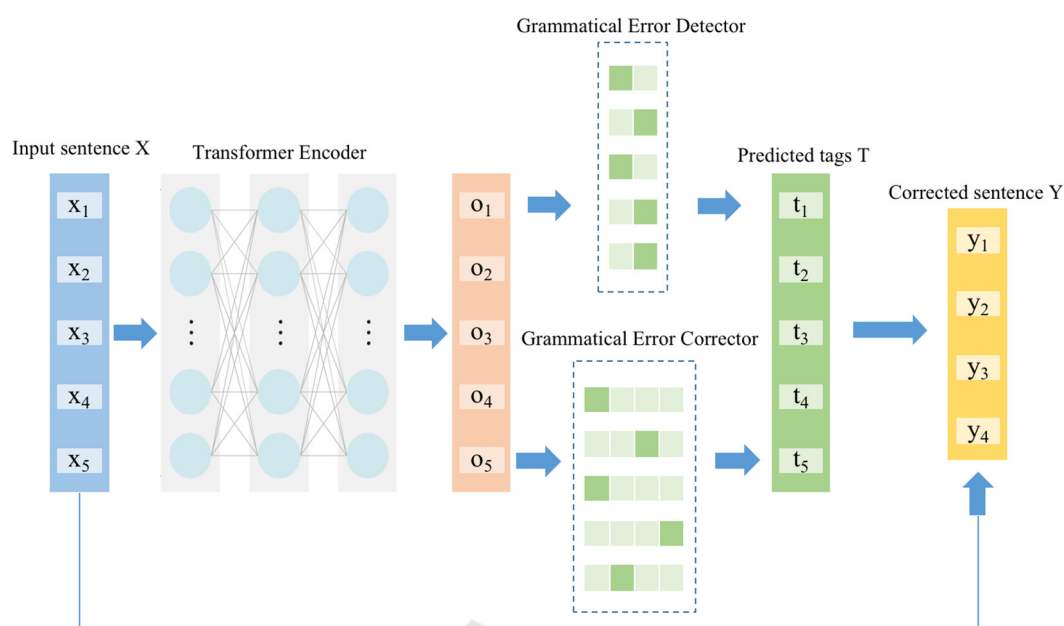 Grammatical Error Detector
Input sentence X
Transformer Encoder
Predicted tags T
Corrected sentence Y
x₁
x₂
x₃
x₄
x₅
o₁
o₂
o₃
o₄
o₅
Grammatical Error Corrector
t₁
t₂
t₃
t₄
t₅
y₁
y₂
y₃
y₄